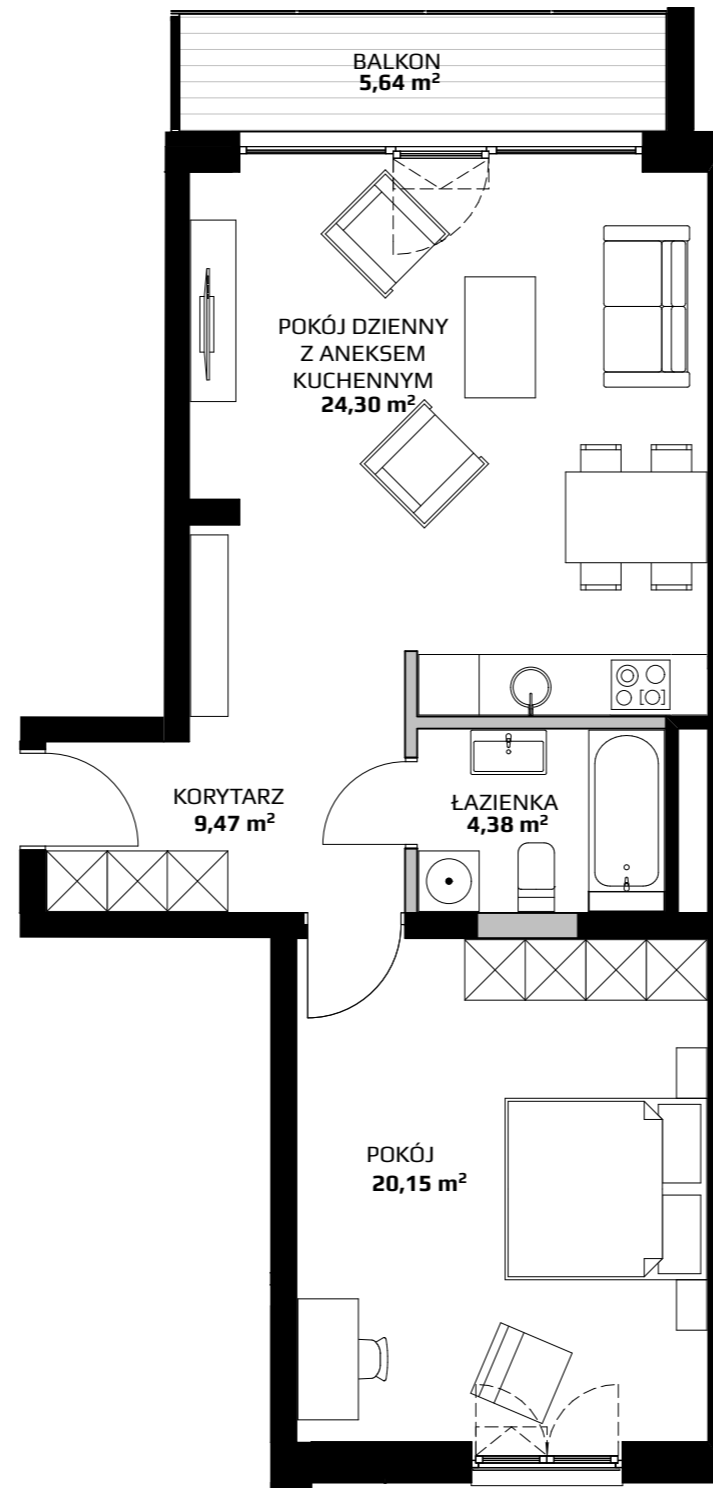 BALKON
5,64 m²
POKÓJ DZIENNY
Z ANEKSEM
KUCHENNYM
24,30 m²
KORYTARZ
9,47 m²
ŁAZIENKA
4,38 m²
POKÓJ
20,15 m²